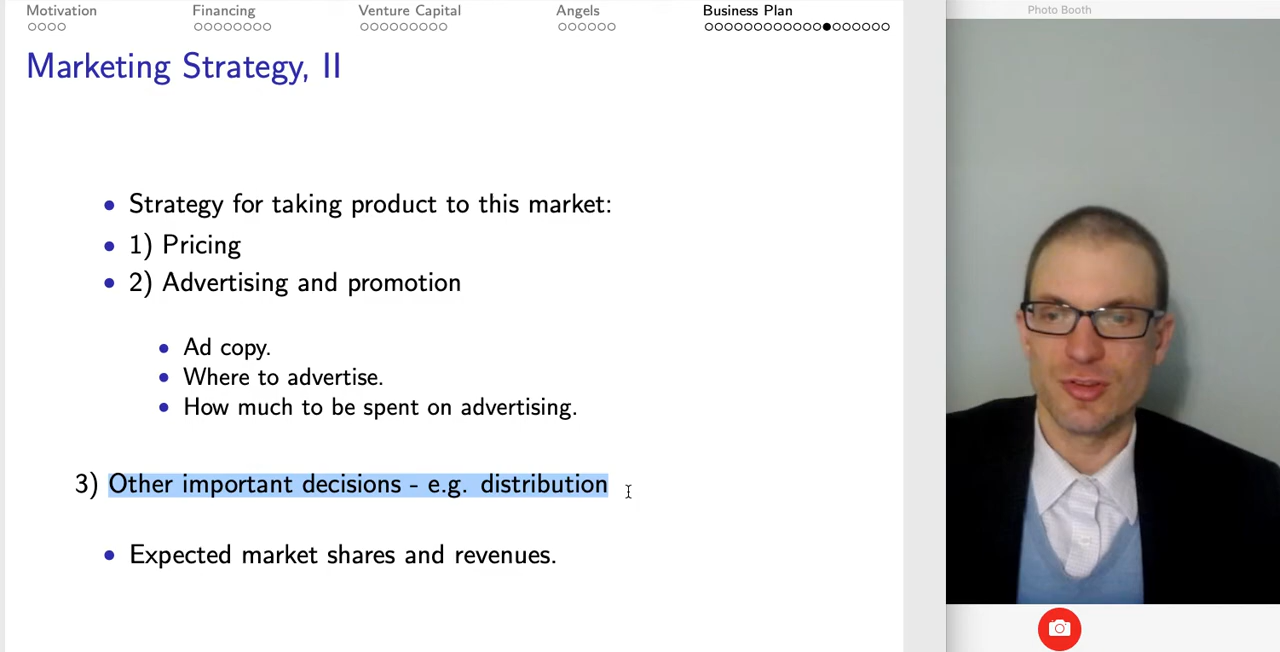 Motivation
Financing
Venture Capital
Angels
Business Plan
Photo Booth
Marketing Strategy, II
Strategy for taking product to this market:
1) Pricing
2) Advertising and promotion
Ad copy.
Where to advertise.
How much to be spent on advertising.
3) Other important decisions - e.g. distribution
Expected market shares and revenues.